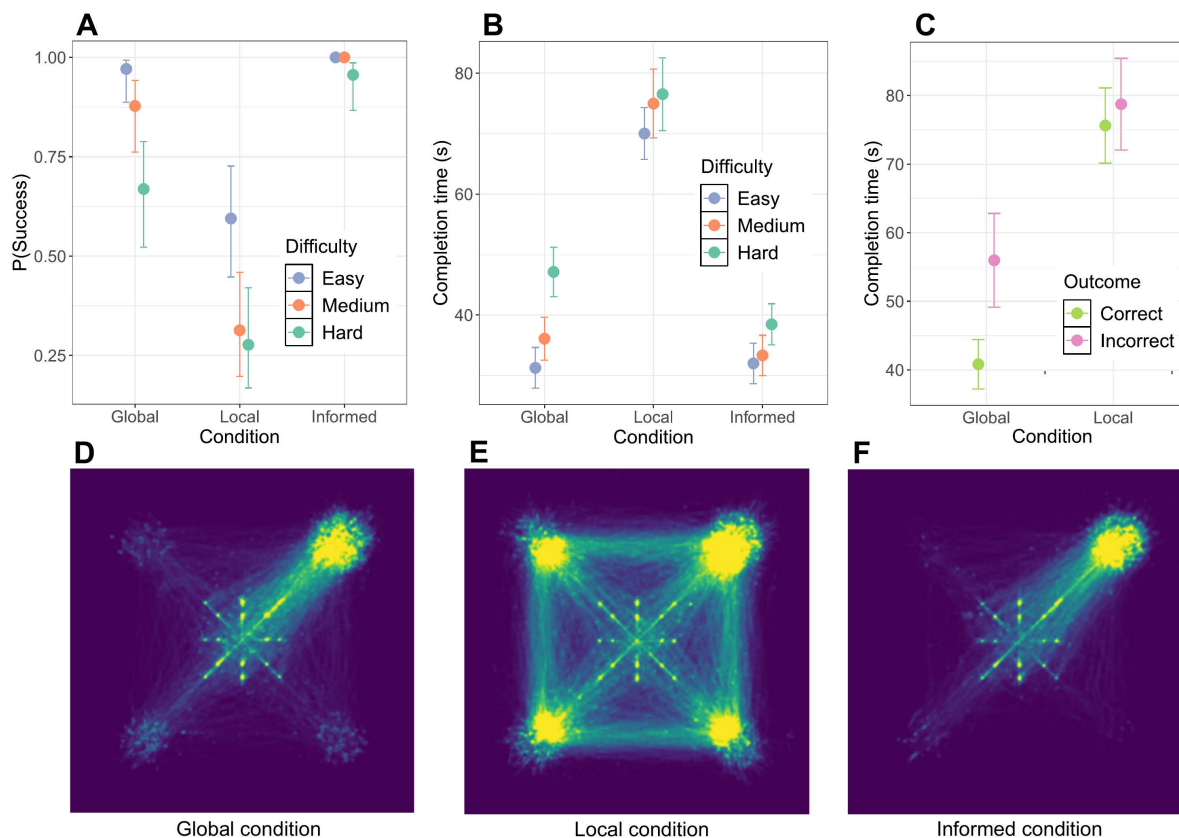 A
P(Success)
1.00
0.75
0.50
0.25
Difficulty
Easy
Medium
Hard
Global
Local
Informed
Condition
B
Completion time (s)
80
60
40
Difficulty
Easy
Medium
Hard
Global
Local
Informed
Condition
C
Completion time (s)
80
70
60
50
40
Outcome
Correct
Incorrect
Global
Local
D
Global condition
E
Local condition
F
Informed condition